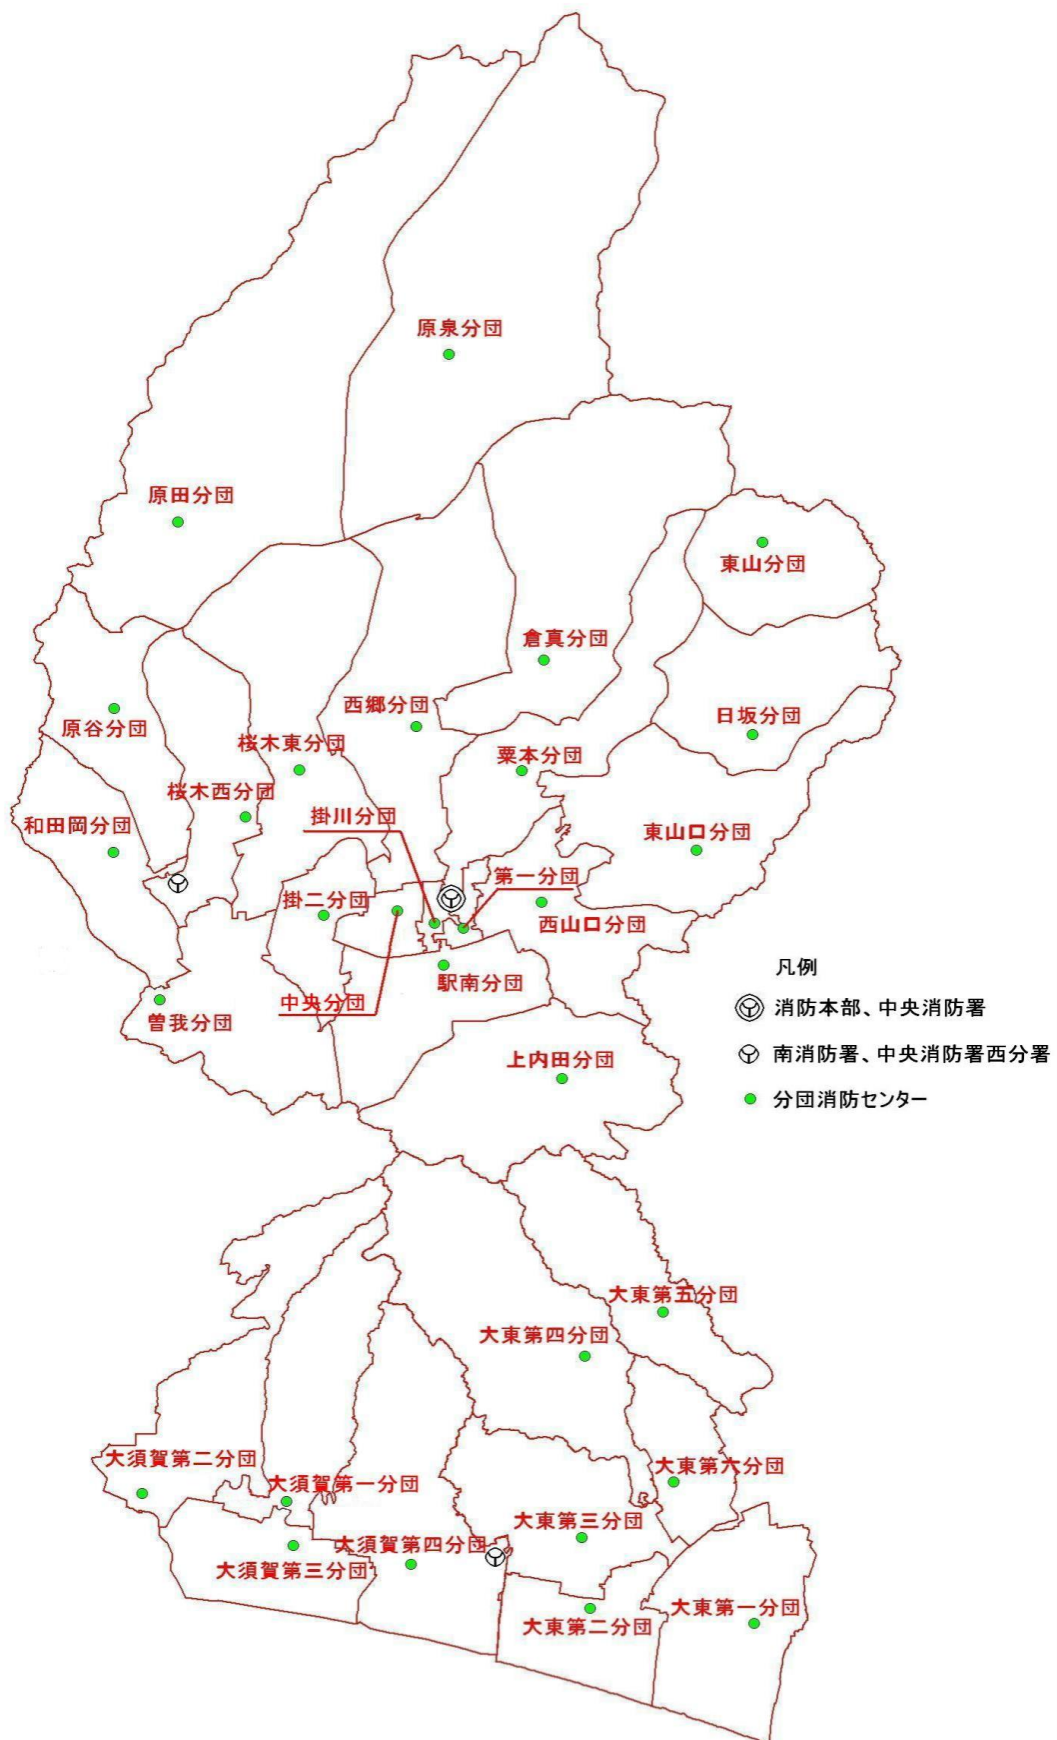 原泉分団
原田分団
東山分団
倉真分団
西郷分団
日坂分団
原谷分団
桜木東分団
粟本分団
桜木西分団
掛川分団
和田岡分団
東山口分団
第一分団
掛二分団
西山口分団
駅南分団
中央分団
曽我分団
上内田分団
凡例
消防本部、中央消防署
南消防署、中央消防署西分署
分団消防センター
大東第五分団
大東第四分団
大須賀第二分団
大東第六分団
大須賀第一分団
大東第三分団
大須賀第四分団
大須賀第三分団
大東第一分団
大東第二分団